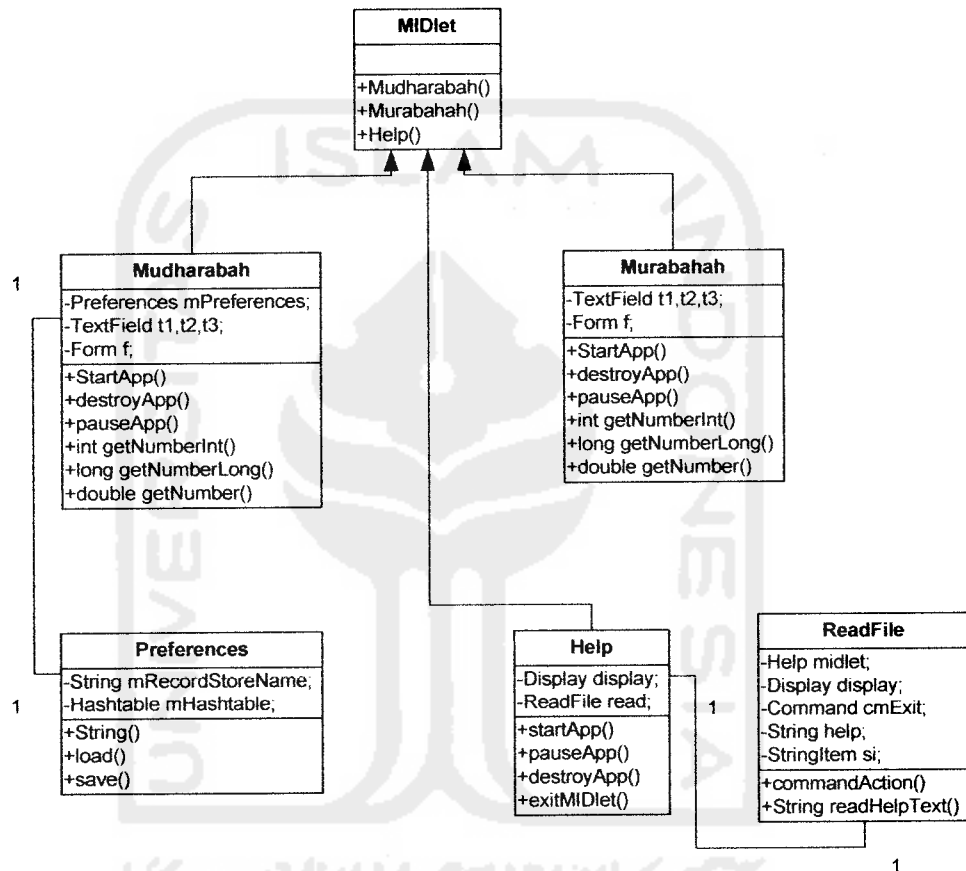 MIDlet
+Mudharabah()
+Murabahah()
+Help()
ISLAM
UNIVERSITAS
INDONESIA
Mudharabah
-Preferences mPreferences;
-TextField t1,t2,t3;
-Form f;
+StartApp()
+destroyApp()
+pauseApp()
+int getNumberInt()
+long getNumberLong()
+double getNumber()
Murabahah
-TextField t1,t2,t3;
-Form f;
+StartApp()
+destroyApp()
+pauseApp()
+int getNumberInt()
+long getNumberLong()
+double getNumber()
1
Preferences
-String mRecordStoreName;
-Hashtable mHashtable;
+String()
+load()
+save()
1
Help
-Display display;
-ReadFile read;
+startApp()
+pauseApp()
+destroyApp()
+exitMIDlet()
1
ReadFile
-Help midlet;
-Display display;
-Command cmExit;
-String help;
-StringItem si;
+commandAction()
+String readHelpText()
1